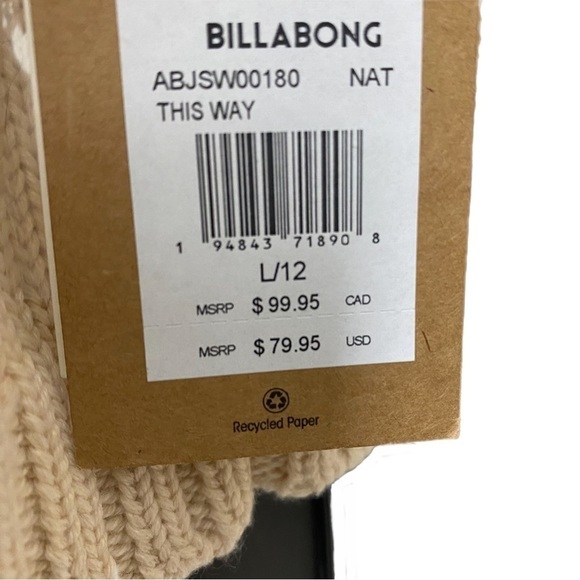 BILLABONG
ABJSW00180 NAT
THIS WAY
1 94843 71890 8
L/12
MSRP $ 99.95 CAD
MSRP $ 79.95 USD
Recycled Paper